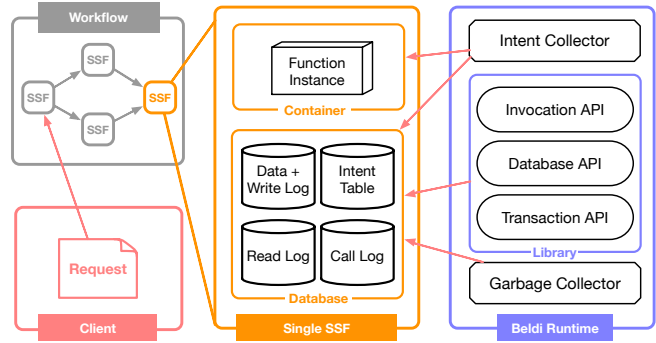 Workflow
SSF
SSF
SSF
SSF
Request
Client
Function
Instance
Container
Data +
Write Log
Intent
Table
Read Log
Call Log
Database
Single SSF
Intent Collector
Invocation API
Database API
Transaction API
Library
Garbage Collector
Beldi Runtime